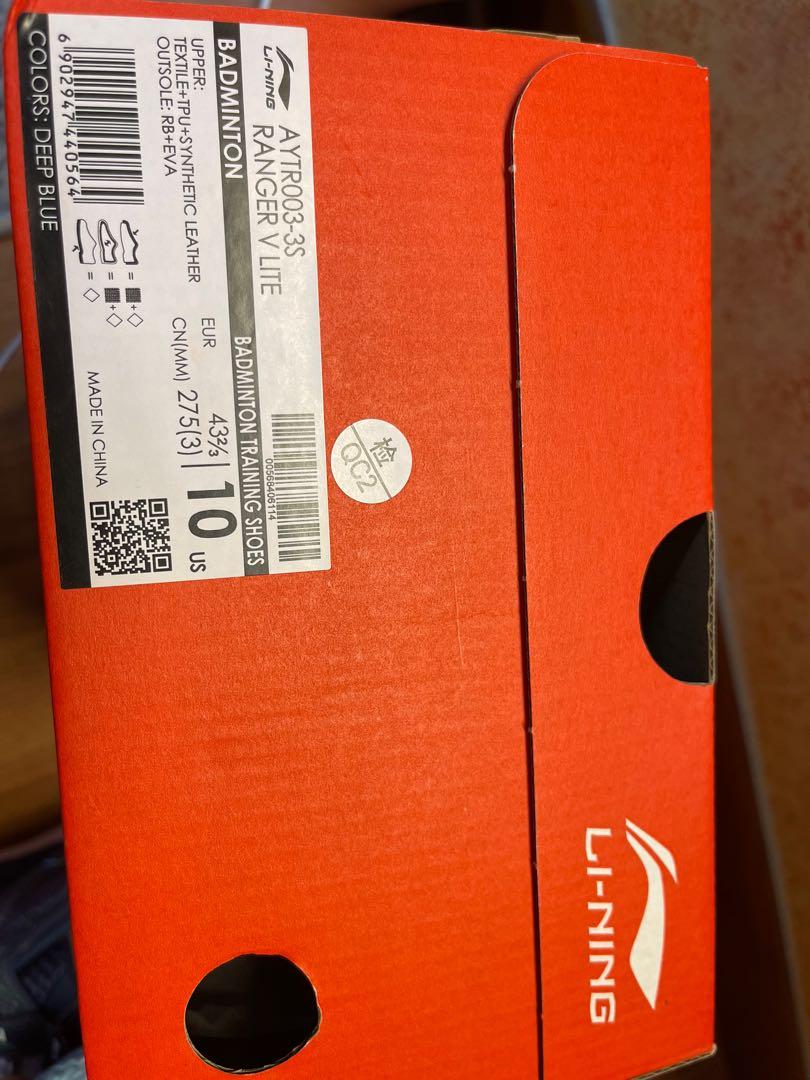 LI-NING
AYTR003-3S
RANGER V LITE
00568406114
BADMINTON
BADMINTON TRAINING SHOES
UPPER:
TEXTILE+TPU+SYNTHETIC LEATHER
OUTSOLE: RB+EVA
EUR 43⅔
CN(MM) 275(3)
10 US
6 902947 440564
= +
= +
=
MADE IN CHINA
COLORS: DEEP BLUE
检
QC2
LI-NING